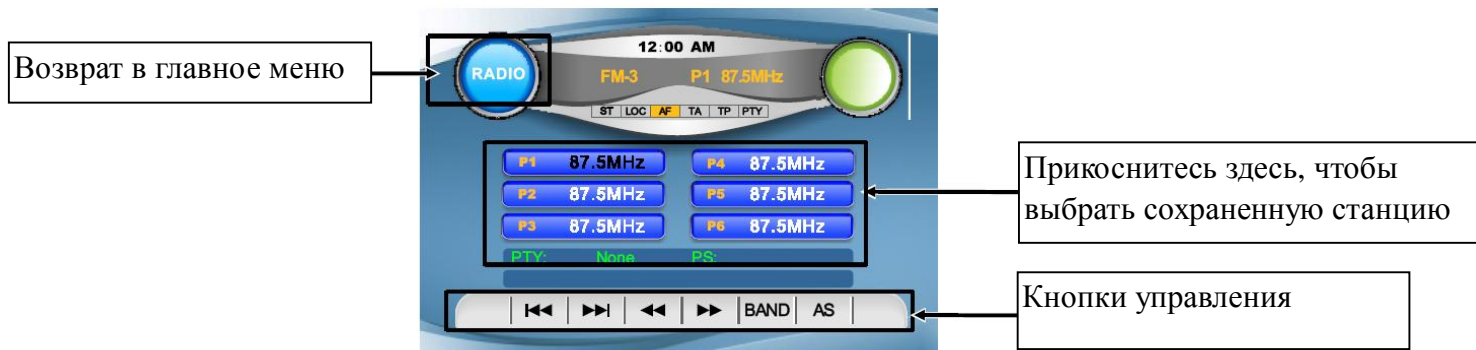 Возврат в главное меню
RADIO
12:00 AM
FM-3 P1 87.5MHz
ST LOC AF TA TP PTY
P1 87.5MHz P4 87.5MHz
P2 87.5MHz P5 87.5MHz
P3 87.5MHz P6 87.5MHz
PTY: None PS:
BAND AS
Прикоснитесь здесь, чтобы
выбрать сохраненную станцию
Кнопки управления